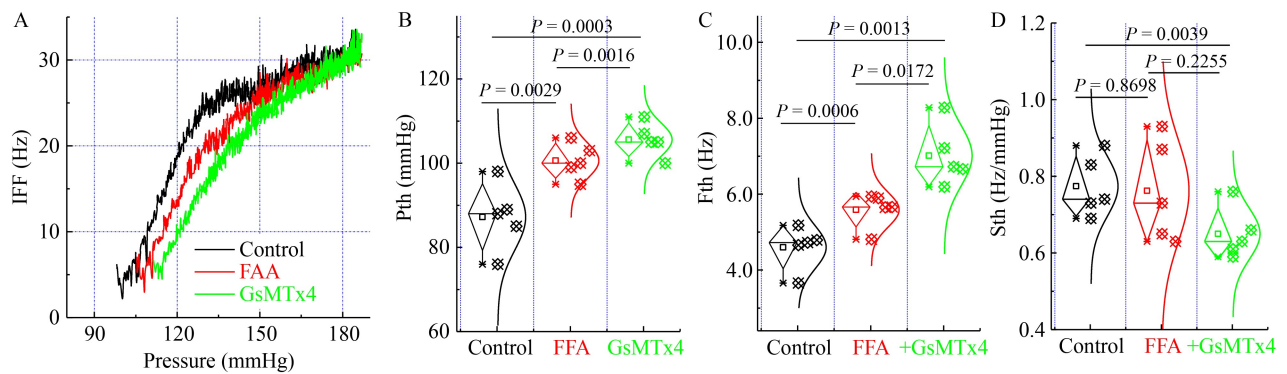 A
IFF (Hz)
30
20
10
0
Control
FAA
GsMTx4
90
120
150
180
Pressure (mmHg)
B
P = 0.0003
P = 0.0016
P = 0.0029
Pth (mmHg)
120
100
80
60
Control
FFA
GsMTx4
C
P = 0.0013
P = 0.0172
P = 0.0006
Fth (Hz)
10.0
8.0
6.0
4.0
Control
FFA
+GsMTx4
D
P = 0.0039
P = 0.2255
P = 0.8698
Sth (Hz/mmHg)
1.2
1.0
0.8
0.6
0.4
Control
FFA
+GsMTx4